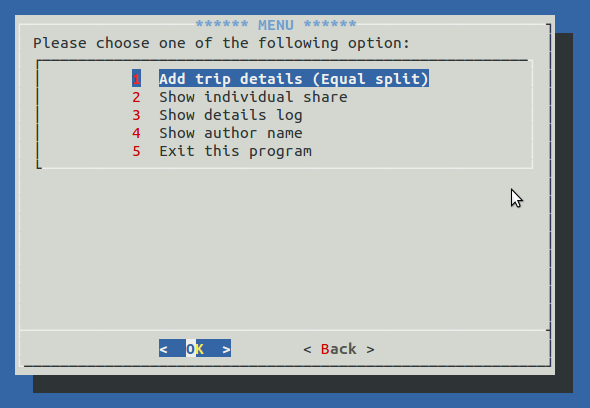 ****** MENU ******
Please choose one of the following option:
1 Add trip details (Equal split)
2 Show individual share
3 Show details log
4 Show author name
5 Exit this program
< OK > < Back >